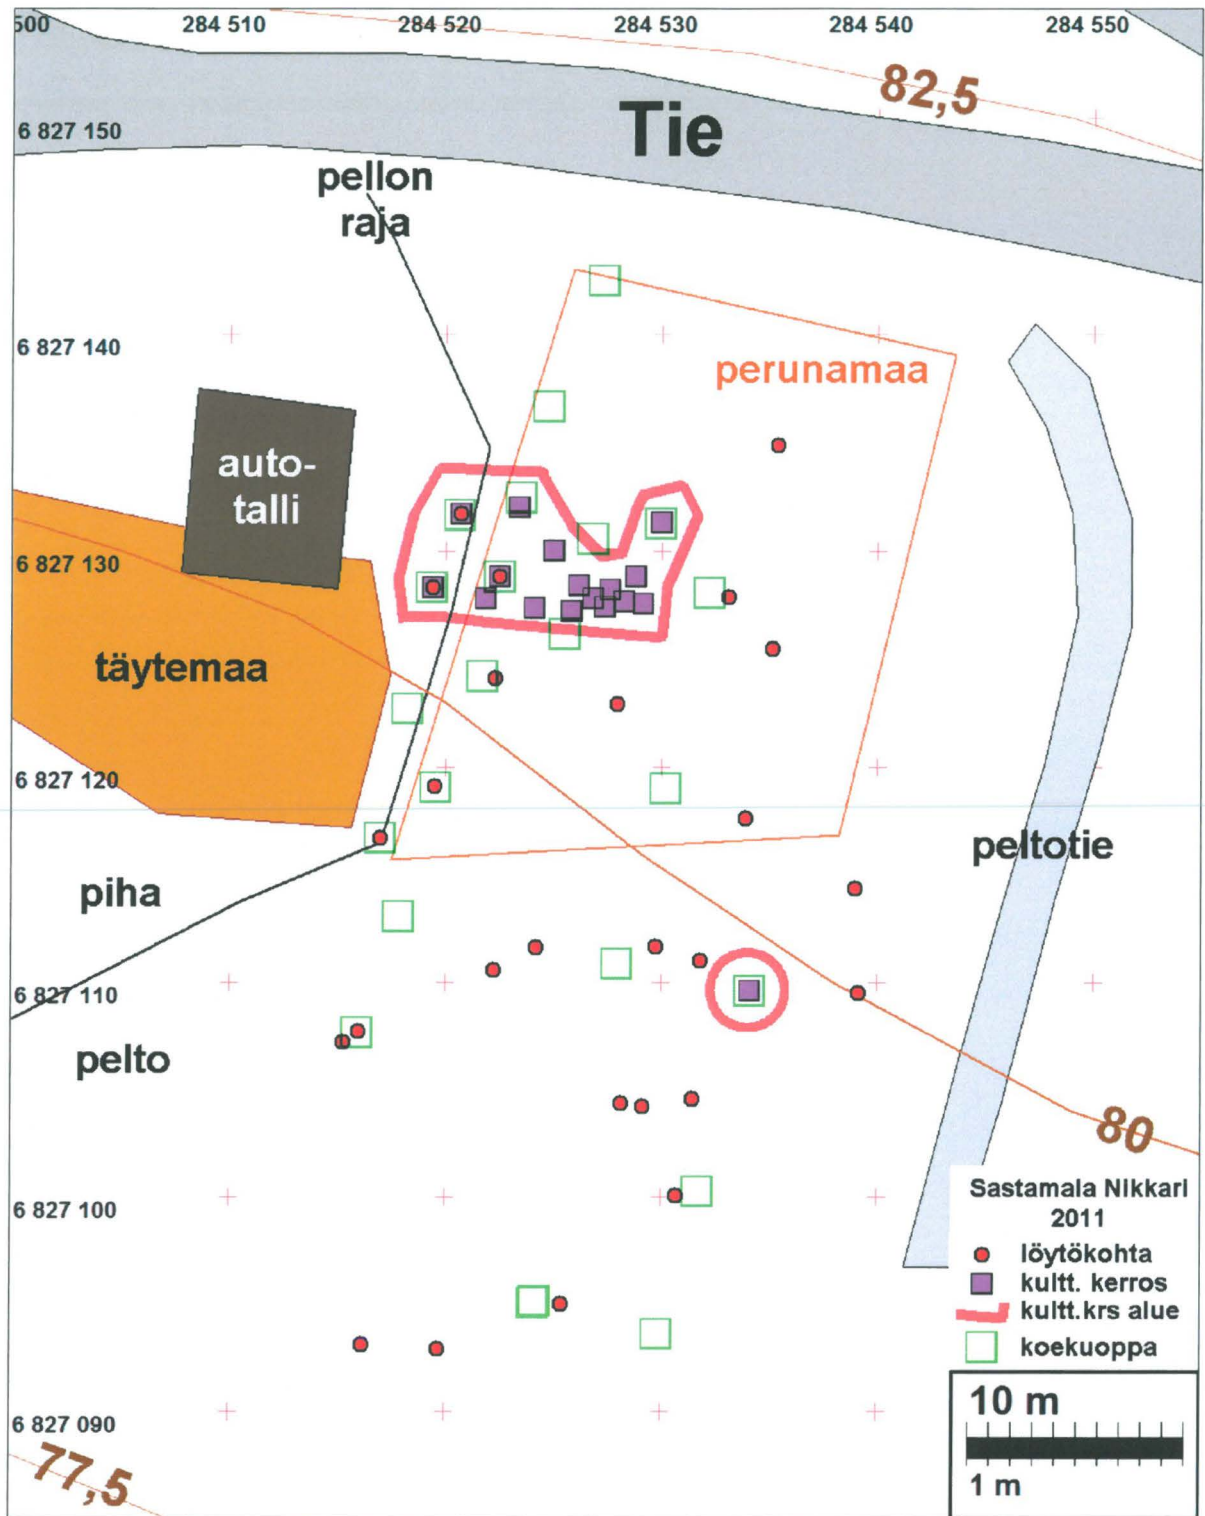 500 284 510 284 520 284 530 284 540 284 550
82,5
Tie
6 827 150
pellon
raja
6 827 140
perunamaa
auto-
talli
6 827 130
täytemaa
6 827 120
peltotie
piha
6 827 110
pelto
80
Sastamala Nikkari
2011
6 827 100
löytökohta
kultt. kerros
kultt.krs alue
koekuoppa
10 m
6 827 090
77,5
1 m